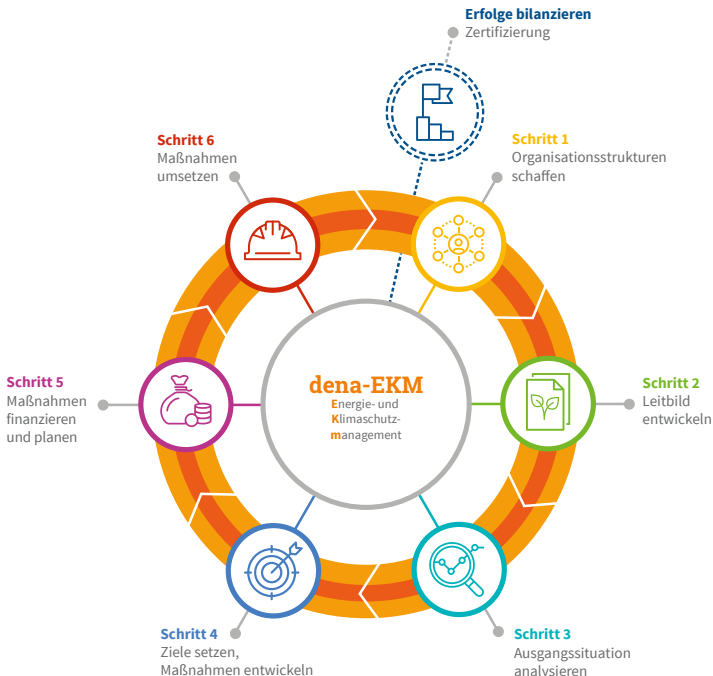 Erfolge bilanzieren
Zertifizierung
Schritt 1
Organisationsstrukturen
schaffen
Schritt 2
Leitbild
entwickeln
Schritt 3
Ausgangssituation
analysieren
Schritt 4
Ziele setzen,
Maßnahmen entwickeln
Schritt 5
Maßnahmen
finanzieren
und planen
Schritt 6
Maßnahmen
umsetzen
dena-EKM
Energie- und
Klimaschutz-
management